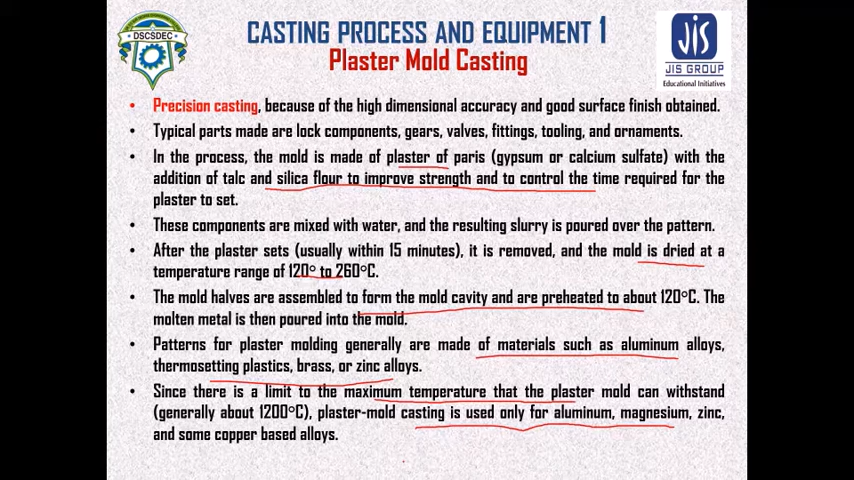 DSCSDEC
CASTING PROCESS AND EQUIPMENT 1
Plaster Mold Casting
jis
JIS GROUP
Educational Initiatives
• Precision casting, because of the high dimensional accuracy and good surface finish obtained.
• Typical parts made are lock components, gears, valves, fittings, tooling, and ornaments.
• In the process, the mold is made of plaster of paris (gypsum or calcium sulfate) with the
addition of talc and silica flour to improve strength and to control the time required for the
plaster to set.
• These components are mixed with water, and the resulting slurry is poured over the pattern.
• After the plaster sets (usually within 15 minutes), it is removed, and the mold is dried at a
temperature range of 120° to 260°C.
• The mold halves are assembled to form the mold cavity and are preheated to about 120°C. The
molten metal is then poured into the mold.
• Patterns for plaster molding generally are made of materials such as aluminum alloys,
thermosetting plastics, brass, or zinc alloys.
• Since there is a limit to the maximum temperature that the plaster mold can withstand
(generally about 1200°C), plaster-mold casting is used only for aluminum, magnesium, zinc,
and some copper based alloys.